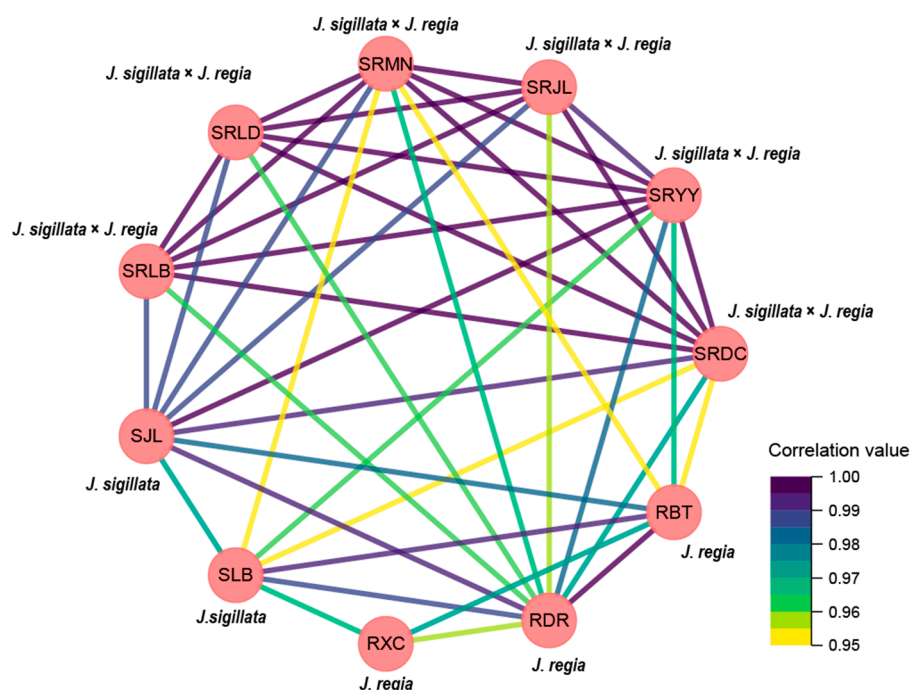 J. sigillata × J. regia
SRMN
J. sigillata × J. regia
SRJL
J. sigillata × J. regia
SRLD
J. sigillata × J. regia
SRYY
J. sigillata × J. regia
SRLB
J. sigillata × J. regia
SRDC
SJL
J. sigillata
Correlation value
1.00
0.99
0.98
0.97
0.96
0.95
RBT
J. regia
SLB
J.sigillata
RDR
J. regia
RXC
J. regia